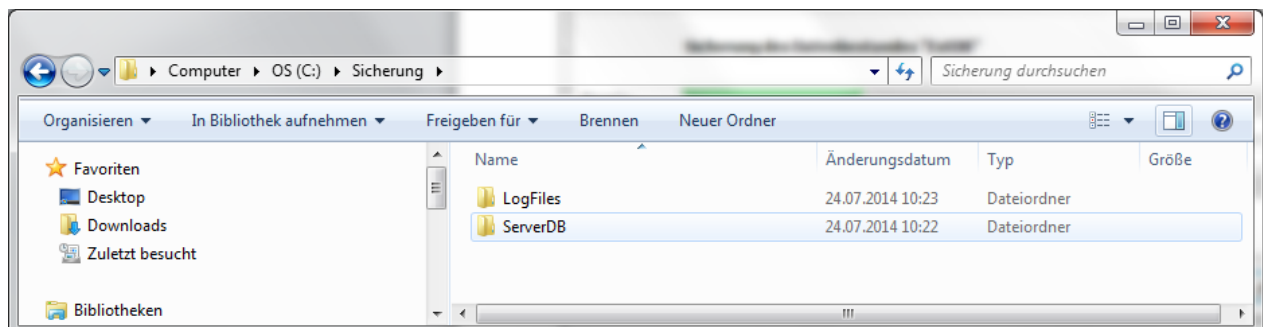 Computer ▸ OS (C:) ▸ Sicherung ▸ Sicherung durchsuchen
Organisieren In Bibliothek aufnehmen Freigeben für Brennen Neuer Ordner
Favoriten
Desktop
Downloads
Zuletzt besucht
Bibliotheken
Name Änderungsdatum Typ Größe
LogFiles 24.07.2014 10:23 Dateiordner
ServerDB 24.07.2014 10:22 Dateiordner